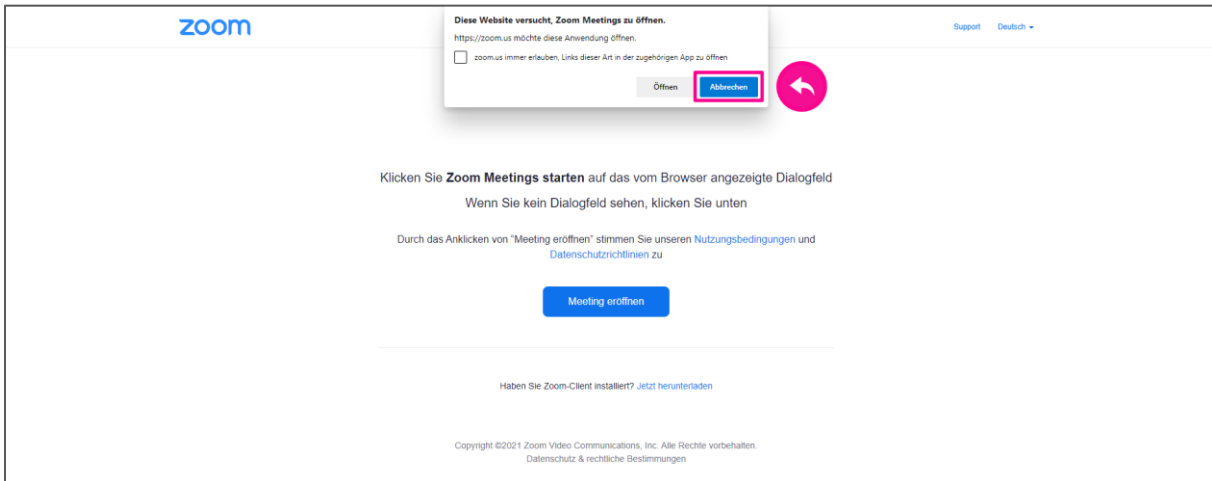 zoom
Diese Website versucht, Zoom Meetings zu öffnen.
https://zoom.us möchte diese Anwendung öffnen.
zoom.us immer erlauben, Links dieser Art in der zugehörigen App zu öffnen
Öffnen
Abbrechen
Support
Deutsch
Klicken Sie Zoom Meetings starten auf das vom Browser angezeigte Dialogfeld
Wenn Sie kein Dialogfeld sehen, klicken Sie unten
Durch das Anklicken von "Meeting eröffnen" stimmen Sie unseren Nutzungsbedingungen und
Datenschutzrichtlinien zu
Meeting eröffnen
Haben Sie Zoom-Client installiert? Jetzt herunterladen
Copyright ©2021 Zoom Video Communications, Inc. Alle Rechte vorbehalten.
Datenschutz & rechtliche Bestimmungen